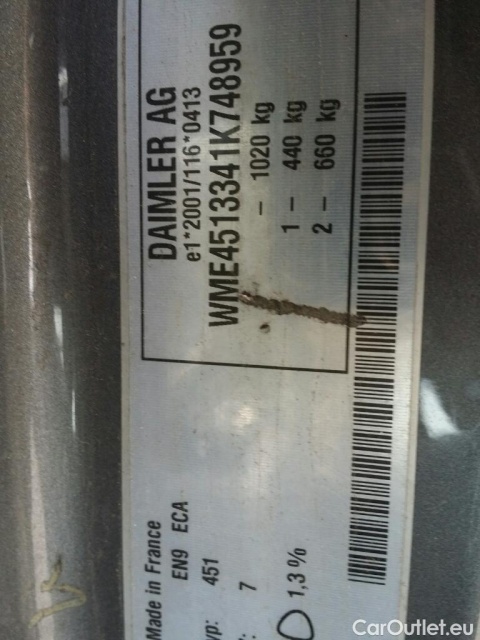 DAIMLER AG
e1*2001/116*0413
WME4513341K748959
– 1020 kg
1 – 440 kg
2 – 660 kg
Made in France
EN9 ECA
yp: 451
: 7
1,3 %
CarOutlet.eu